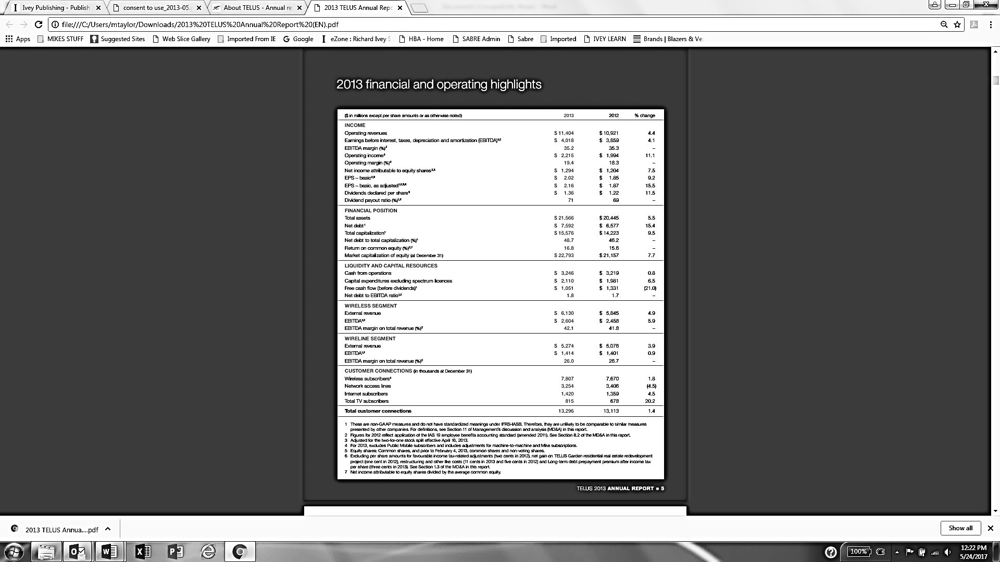 Ivey Publishing - Publish
consent to use_2013-05.
About TELUS - Annual re
2013 TELUS Annual Repo
file:///C:/Users/mtaylor/Downloads/2013%20TELUS%20Annual%20Report%20(EN).pdf
Apps MIKES STUFF Suggested Sites Web Slice Gallery Imported From IE Google eZone : Richard Ivey S HBA - Home SABRE Admin Sabre Imported IVEY LEARN Brands | Blazers & Ve
2013 financial and operating highlights
($ in millions except per share amounts or as otherwise noted) 2013 2012 % change
INCOME
Operating revenues $ 11,404 $ 10,921 4.4
Earnings before interest, taxes, depreciation and amortization (EBITDA)1,2 $ 4,018 $ 3,859 4.1
EBITDA margin (%)2 35.2 35.3 –
Operating income2 $ 2,215 $ 1,994 11.1
Operating margin (%)2 19.4 18.3 –
Net income attributable to equity shares2,5 $ 1,294 $ 1,204 7.5
EPS – basic2,3 $ 2.02 $ 1.85 9.2
EPS – basic, as adjusted1,2,3,6 $ 2.16 $ 1.87 15.5
Dividends declared per share3 $ 1.36 $ 1.22 11.5
Dividend payout ratio (%)1,2 71 69 –
FINANCIAL POSITION
Total assets $ 21,566 $ 20,445 5.5
Net debt1 $ 7,592 $ 6,577 15.4
Total capitalization1 $ 15,576 $ 14,223 9.5
Net debt to total capitalization (%)1 48.7 46.2 –
Return on common equity (%)2,7 16.8 15.6 –
Market capitalization of equity (at December 31) $ 22,793 $ 21,157 7.7
LIQUIDITY AND CAPITAL RESOURCES
Cash from operations $ 3,246 $ 3,219 0.8
Capital expenditures excluding spectrum licences $ 2,110 $ 1,981 6.5
Free cash flow (before dividends)1 $ 1,051 $ 1,331 (21.0)
Net debt to EBITDA ratio1,2 1.8 1.7 –
WIRELESS SEGMENT
External revenue $ 6,130 $ 5,845 4.9
EBITDA1,2 $ 2,604 $ 2,458 5.9
EBITDA margin on total revenue (%)2 42.1 41.8 –
WIRELINE SEGMENT
External revenue $ 5,274 $ 5,076 3.9
EBITDA1,2 $ 1,414 $ 1,401 0.9
EBITDA margin on total revenue (%)2 26.0 26.7 –
CUSTOMER CONNECTIONS (in thousands at December 31)
Wireless subscribers4 7,807 7,670 1.8
Network access lines 3,254 3,406 (4.5)
Internet subscribers 1,420 1,359 4.5
Total TV subscribers 815 678 20.2
Total customer connections 13,296 13,113 1.4
1 These are non-GAAP measures and do not have standardized meanings under IFRS-IASB. Therefore, they are unlikely to be comparable to similar measures
presented by other companies. For definitions, see Section 11 of Management's discussion and analysis (MD&A) in this report.
2 Figures for 2012 reflect application of the IAS 19 employee benefits accounting standard (amended 2011). See Section 8.2 of the MD&A in this report.
3 Adjusted for the two-for-one stock split effective April 16, 2013.
4 For 2013, excludes Public Mobile subscribers and includes adjustments for machine-to-machine and Mike subscriptions.
5 Equity shares: Common shares, and prior to February 4, 2013, common shares and non-voting shares.
6 Excluding per share amounts for favourable income tax-related adjustments (two cents in 2012), net gain on TELUS Garden residential real estate redevelopment
project (one cent in 2012), restructuring and other like costs (11 cents in 2013 and five cents in 2012) and Long-term debt prepayment premium after income tax
per share (three cents in 2013). See Section 1.3 of the MD&A in this report.
7 Net income attributable to equity shares divided by the average common equity.
TELUS 2013 ANNUAL REPORT ▪ 5
2013 TELUS Annua....pdf
Show all
100%
12:22 PM
5/24/2017